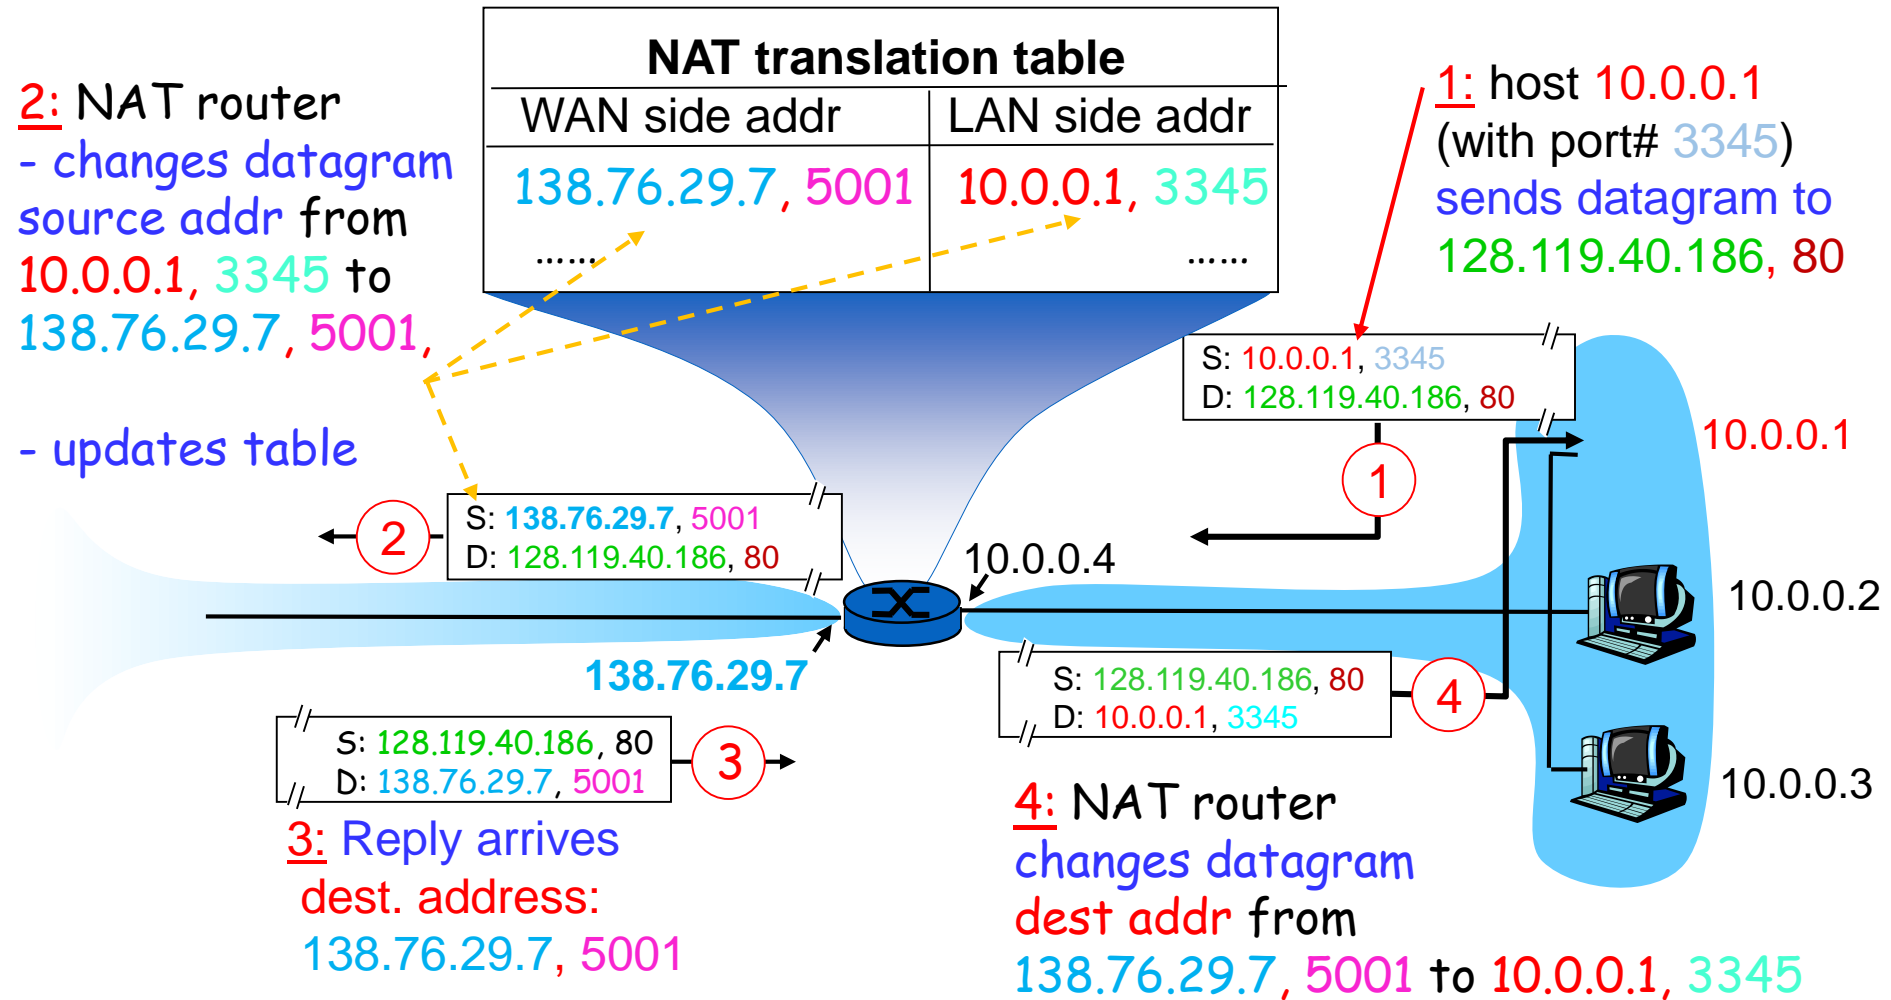 NAT translation table
WAN side addr LAN side addr
138.76.29.7, 5001 10.0.0.1, 3345
...... ......
2: NAT router
- changes datagram
source addr from
10.0.0.1, 3345 to
138.76.29.7, 5001,
- updates table
1: host 10.0.0.1
(with port# 3345)
sends datagram to
128.119.40.186, 80
S: 10.0.0.1, 3345
D: 128.119.40.186, 80
1
10.0.0.1
2
S: 138.76.29.7, 5001
D: 128.119.40.186, 80
10.0.0.4
10.0.0.2
138.76.29.7
S: 128.119.40.186, 80
D: 10.0.0.1, 3345
4
S: 128.119.40.186, 80
D: 138.76.29.7, 5001
3
10.0.0.3
3: Reply arrives
dest. address:
138.76.29.7, 5001
4: NAT router
changes datagram
dest addr from
138.76.29.7, 5001 to 10.0.0.1, 3345